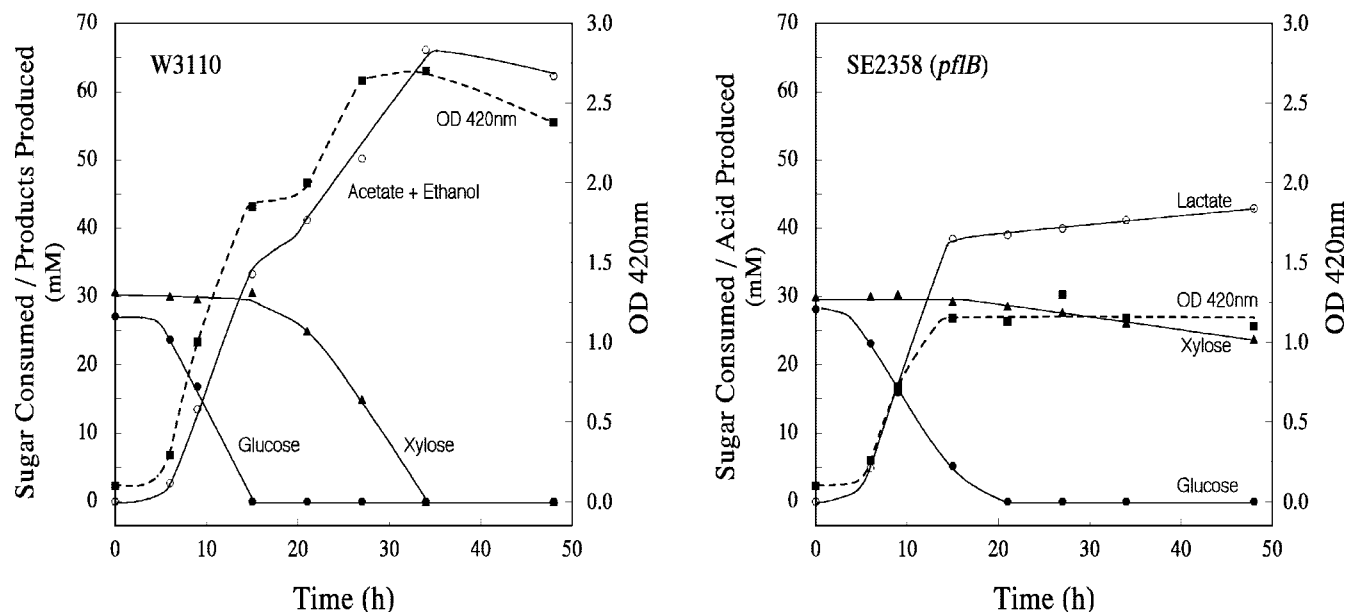 Sugar Consumed / Products Produced
(mM)
70
60
50
40
30
20
10
0
W3110
OD 420nm
Acetate + Ethanol
Glucose
Xylose
3.0
2.5
2.0
1.5
1.0
0.5
0.0
OD 420nm
0 10 20 30 40 50
Time (h)
Sugar Consumed / Acid Produced
(mM)
70
60
50
40
30
20
10
0
SE2358 (pflB)
Lactate
OD 420nm
Xylose
Glucose
3.0
2.5
2.0
1.5
1.0
0.5
0.0
OD 420nm
0 10 20 30 40 50
Time (h)